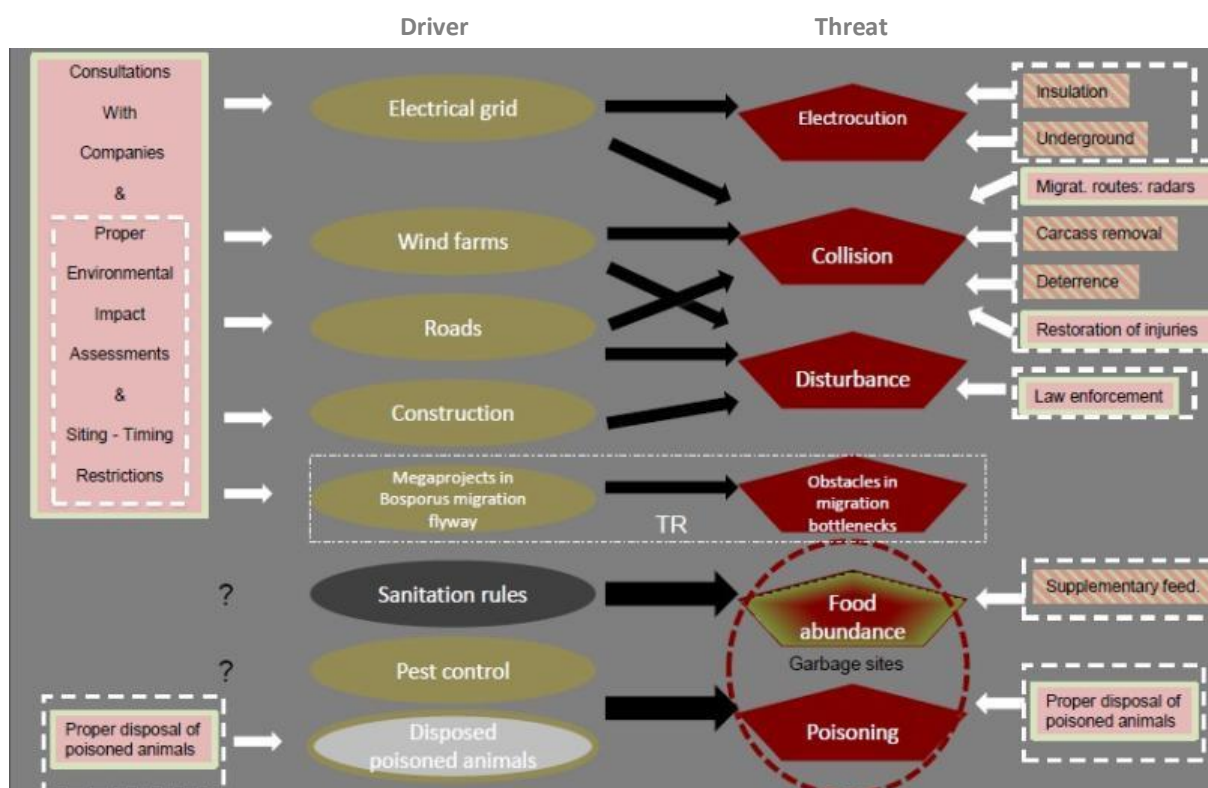 Driver
Threat
Consultations
With
Companies
&
Proper
Environmental
Impact
Assessments
&
Siting - Timing
Restrictions
Electrical grid
Wind farms
Roads
Construction
Megaprojects in
Bosporus migration
flyway
TR
?
Sanitation rules
?
Pest control
Proper disposal of
poisoned animals
Disposed
poisoned animals
Electrocution
Collision
Disturbance
Obstacles in
migration
bottlenecks
Food
abundance
Garbage sites
Poisoning
Insulation
Underground
Migrat. routes: radars
Carcass removal
Deterrence
Restoration of injuries
Law enforcement
Supplementary feed.
Proper disposal of
poisoned animals